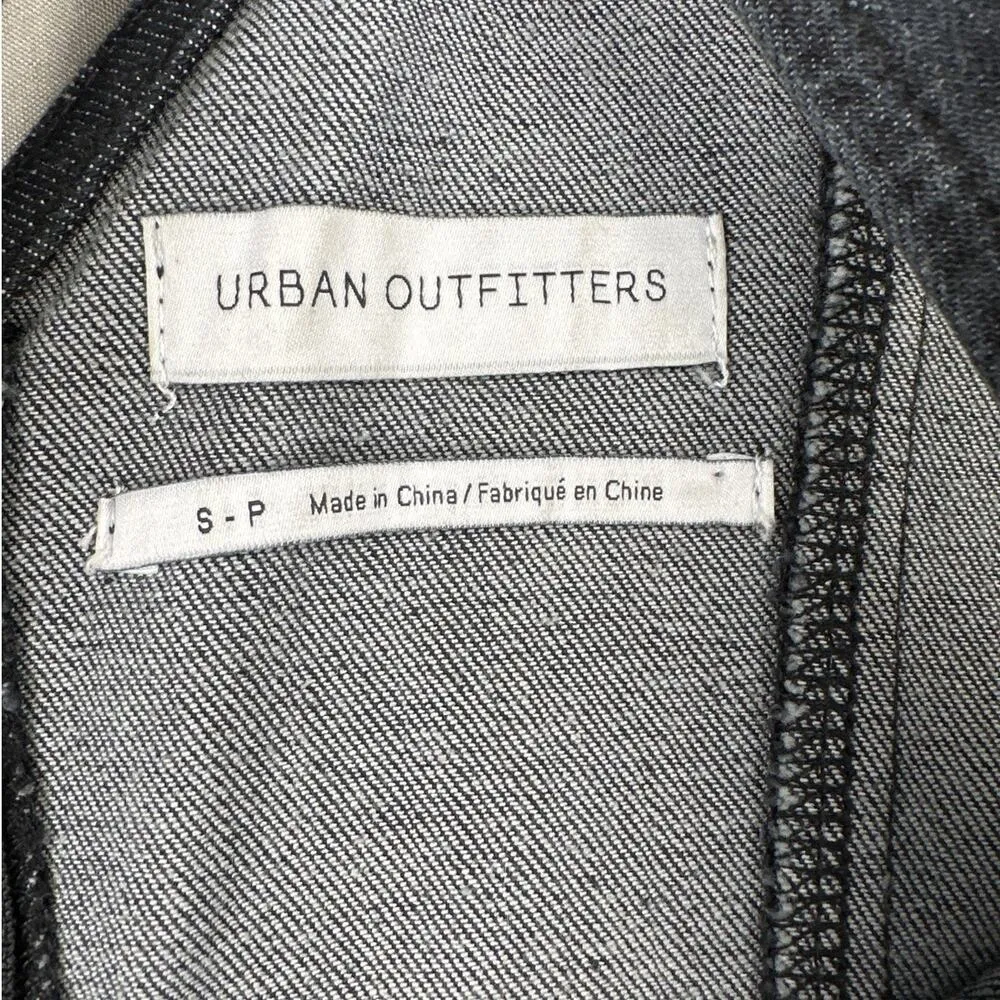 URBAN OUTFITTERS
S - P Made in China / Fabriqué en Chine